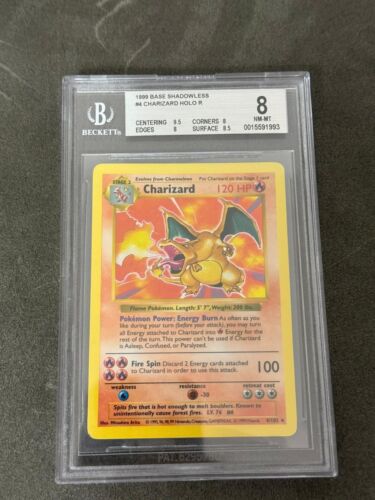 1999 BASE SHADOWLESS
#4 CHARIZARD HOLO R
CENTERING 9.5 CORNERS 8
EDGES 8 SURFACE 8.5
8
NM-MT
0015591993
B
BECKETT
STAGE 2
Evolves from Charmeleon Put Charizard on the Stage 1 card
Charizard 120 HP
Flame Pokémon. Length: 5' 7", Weight: 200 lbs.
Pokémon Power: Energy Burn As often as you
like during your turn (before your attack), you may turn
all Energy attached to Charizard into for the rest of
the turn. This power can't be used if Charizard
is Asleep, Confused, or Paralyzed.
Fire Spin Discard 2 Energy cards attached
to Charizard in order to use this attack.
100
weakness resistance retreat cost
-30
Spits fire that is hot enough to melt boulders. Known to
unintentionally cause forest fires. LV. 76 #6
Illus. Mitsuhiro Arita
4/102